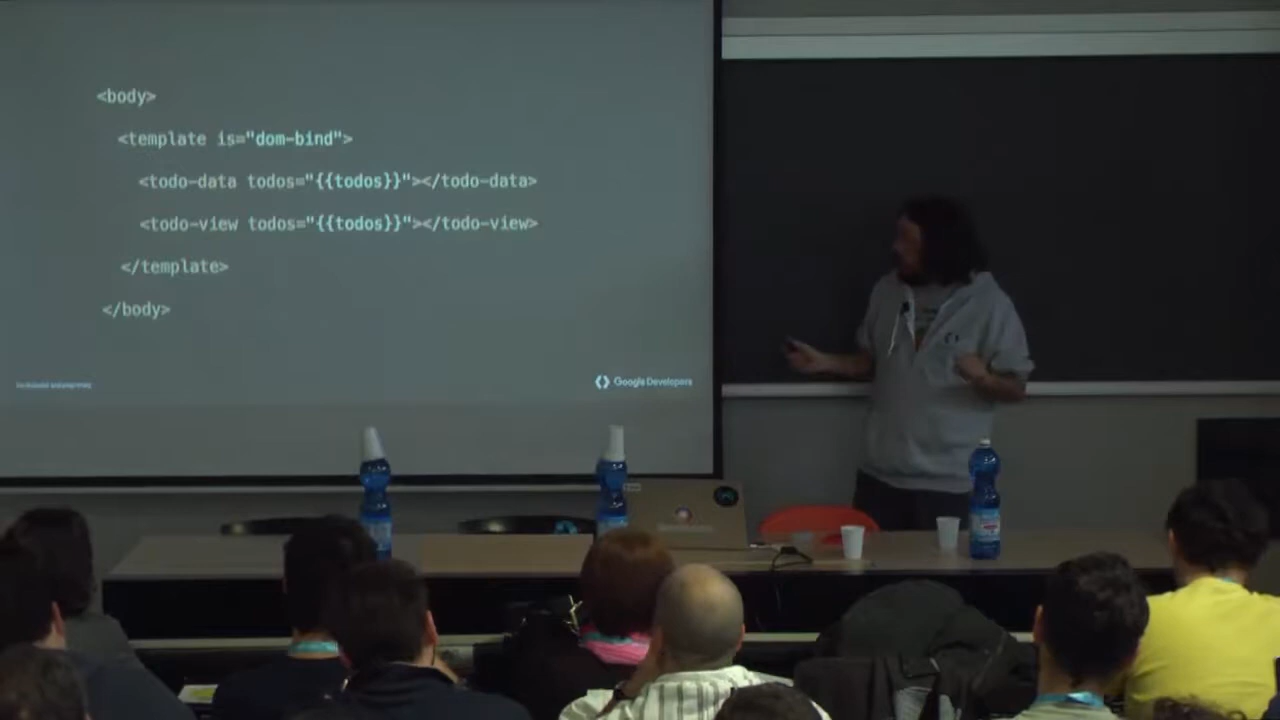 <body>
<template is="dom-bind">
<todo-data todos="{{todos}}"></todo-data>
<todo-view todos="{{todos}}"></todo-view>
</template>
</body>
Google Developers